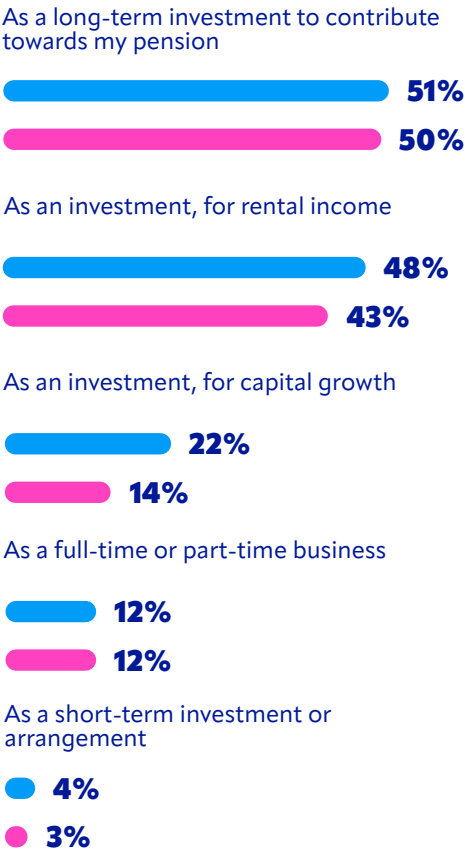 As a long-term investment to contribute
towards my pension
51%
50%
As an investment, for rental income
48%
43%
As an investment, for capital growth
22%
14%
As a full-time or part-time business
12%
12%
As a short-term investment or
arrangement
4%
3%